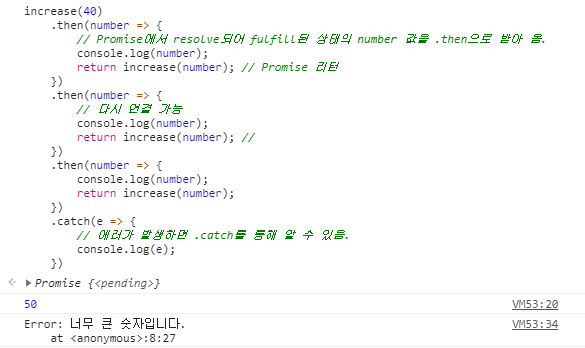 increase(40)
.then(number => {
// Promise에서 resolve되어 fulfill된 상태의 number 값을 .then으로 받아 옴.
console.log(number);
return increase(number); // Promise 리턴
})
.then(number => {
// 다시 연결 가능
console.log(number);
return increase(number); //
})
.then(number => {
console.log(number);
return increase(number);
})
.catch(e => {
// 에러가 발생하면 .catch를 통해 알 수 있음.
console.log(e);
})
Promise {<pending>}
50 VM53:20
Error: 너무 큰 숫자입니다. VM53:34
at <anonymous>:8:27